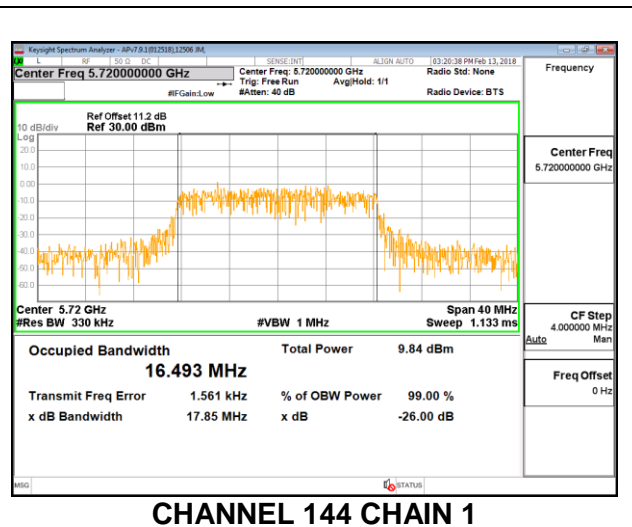 Keysight Spectrum Analyzer - APv7.9.1(012518),12506 JM,
L RF 50 Ω DC SENSE:INT ALIGN AUTO 03:20:38 PM Feb 13, 2018
Center Freq 5.720000000 GHz
Center Freq: 5.720000000 GHz
Radio Std: None
Frequency
Trig: Free Run Avg|Hold: 1/1
#IFGain:Low #Atten: 40 dB Radio Device: BTS
Ref Offset 11.2 dB
10 dB/div Ref 30.00 dBm
Log
20.0
10.0
0.00
-10.0
-20.0
-30.0
-40.0
-50.0
-60.0
Center 5.72 GHz Span 40 MHz
#Res BW 330 kHz #VBW 1 MHz Sweep 1.133 ms
Occupied Bandwidth Total Power 9.84 dBm
16.493 MHz
Transmit Freq Error 1.561 kHz % of OBW Power 99.00 %
x dB Bandwidth 17.85 MHz x dB -26.00 dB
Center Freq
5.720000000 GHz
CF Step
4.000000 MHz
Auto Man
Freq Offset
0 Hz
MSG STATUS
CHANNEL 144 CHAIN 1